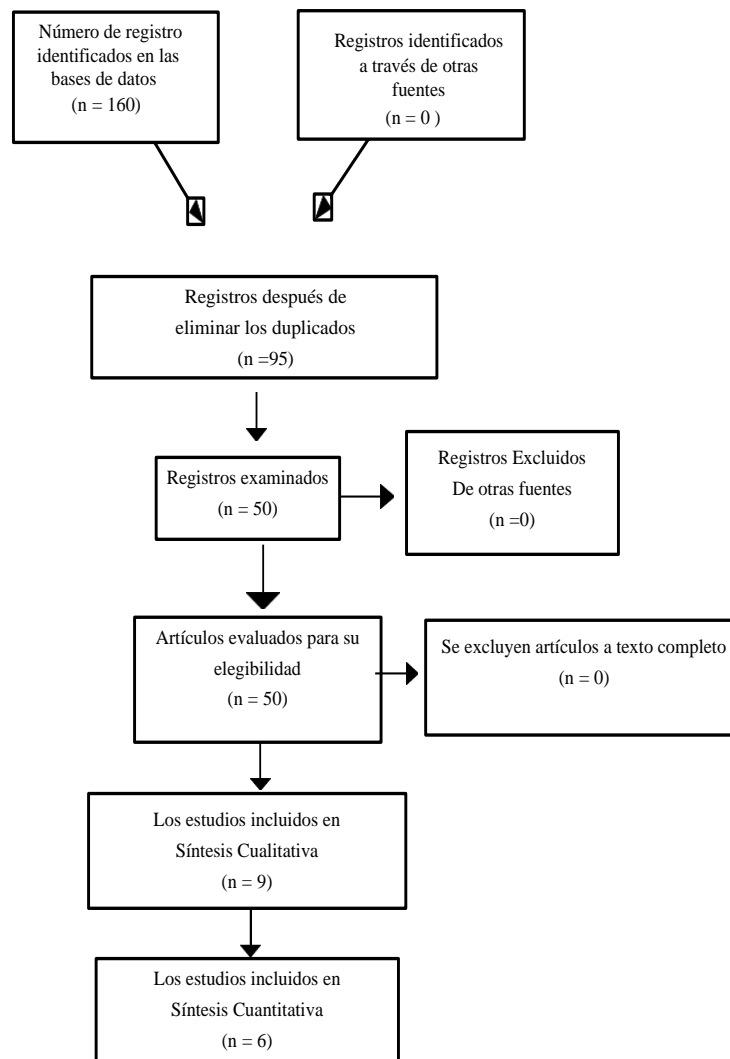 Número de registro
identificados en las
bases de datos
(n = 160)
Registros identificados
a través de otras
fuentes
(n = 0 )
Registros después de
eliminar los duplicados
(n =95)
Registros examinados
(n = 50)
Registros Excluidos
De otras fuentes
(n =0)
Artículos evaluados para su
elegibilidad
(n = 50)
Se excluyen artículos a texto completo
(n = 0)
Los estudios incluidos en
Síntesis Cualitativa
(n = 9)
Los estudios incluidos en
Síntesis Cuantitativa
(n = 6)